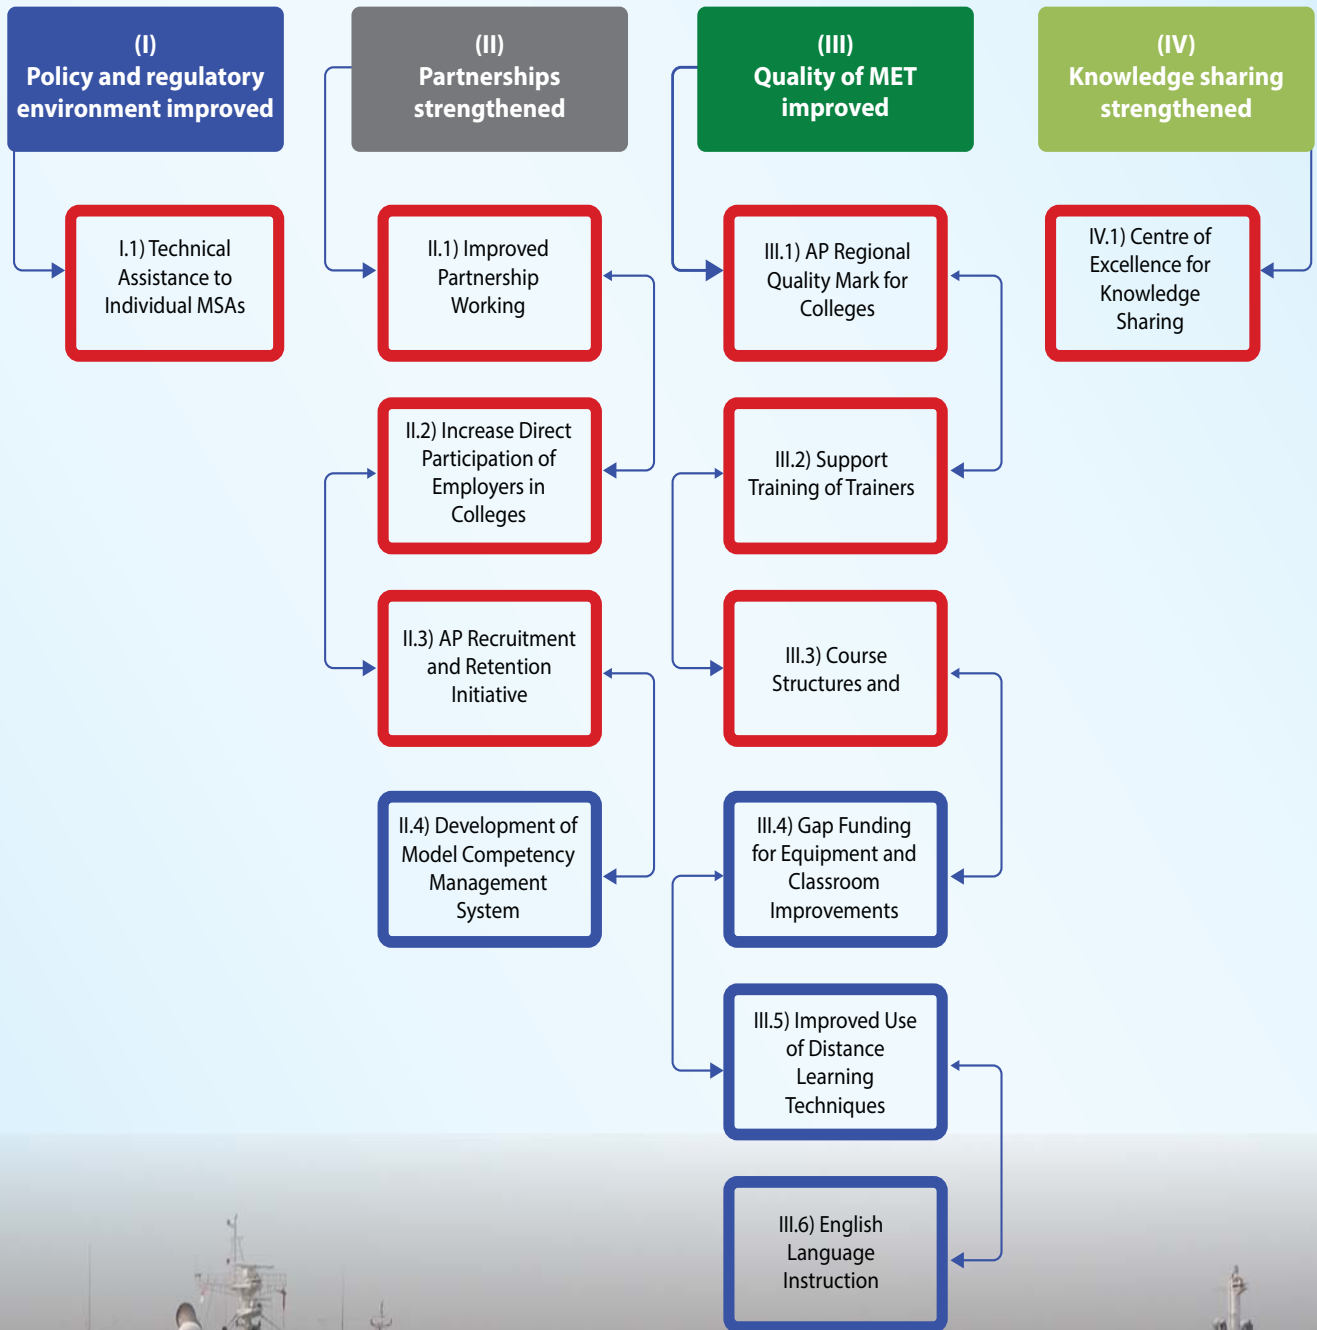 (I)
Policy and regulatory
environment improved
I.1) Technical
Assistance to
Individual MSAs
(II)
Partnerships
strengthened
II.1) Improved
Partnership
Working
II.2) Increase Direct
Participation of
Employers in
Colleges
II.3) AP Recruitment
and Retention
Initiative
II.4) Development of
Model Competency
Management
System
(III)
Quality of MET
improved
III.1) AP Regional
Quality Mark for
Colleges
III.2) Support
Training of Trainers
III.3) Course
Structures and
III.4) Gap Funding
for Equipment and
Classroom
Improvements
III.5) Improved Use
of Distance
Learning
Techniques
III.6) English
Language
Instruction
(IV)
Knowledge sharing
strengthened
IV.1) Centre of
Excellence for
Knowledge
Sharing